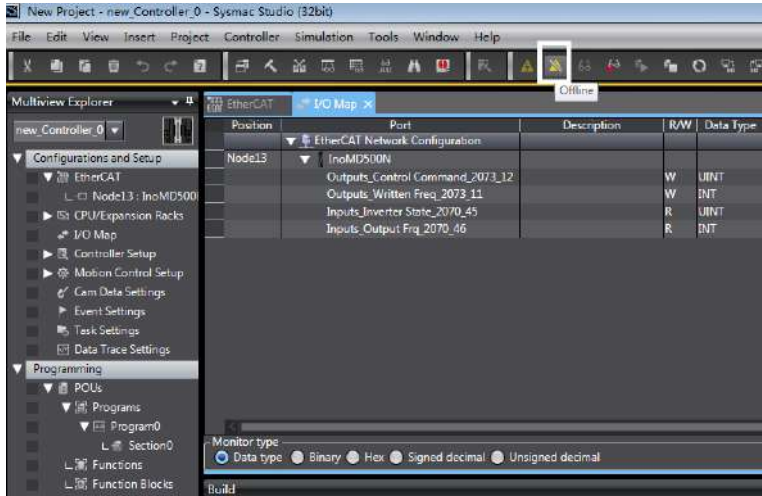 New Project - new_Controller_0 - Sysmac Studio (32bit)
File Edit View Insert Project Controller Simulation Tools Window Help
Offline
Multiview Explorer
EtherCAT I/O Map
new_Controller_0
Position Port Description R/W Data Type
EtherCAT Network Configuration
Configurations and Setup
Node13 InoMD500N
EtherCAT
Outputs_Control Command_2073_12 W UINT
Node13 : InoMD500
Outputs_Written Freq_2073_11 W INT
CPU/Expansion Racks
Inputs_Inverter State_2070_45 R UINT
I/O Map
Inputs_Output Frq_2070_46 R INT
Controller Setup
Motion Control Setup
Cam Data Settings
Event Settings
Task Settings
Data Trace Settings
Programming
POUs
Programs
Program0
Section0
Functions
Function Blocks
Monitor type
Data type Binary Hex Signed decimal Unsigned decimal
Build